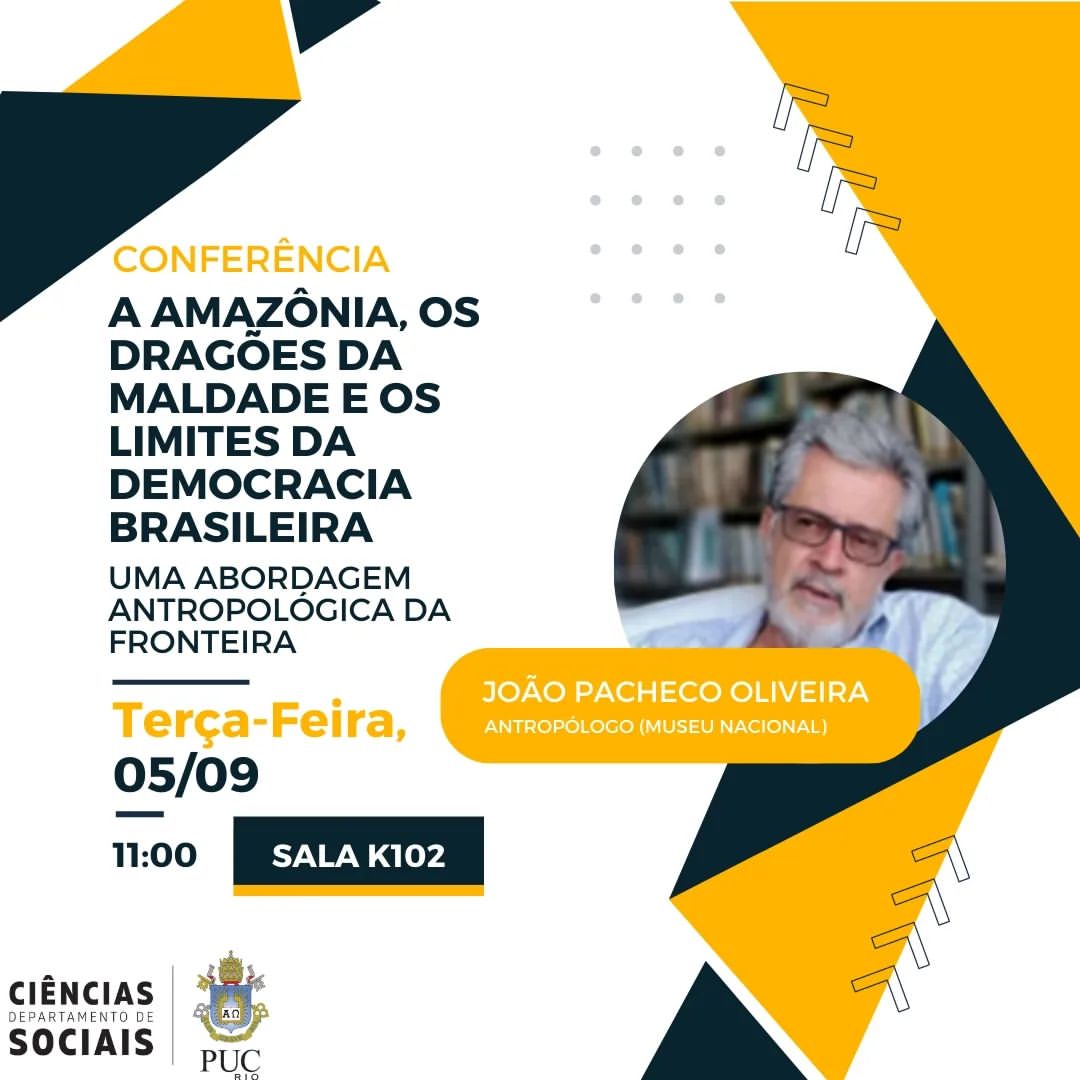 CONFERÊNCIA
A AMAZÔNIA, OS
DRAGÕES DA
MALDADE E OS
LIMITES DA
DEMOCRACIA
BRASILEIRA
UMA ABORDAGEM
ANTROPOLÓGICA DA
FRONTEIRA
JOÃO PACHECO OLIVEIRA
ANTROPÓLOGO (MUSEU NACIONAL)
Terça-Feira,
05/09
11:00
SALA K102
CIÊNCIAS
DEPARTAMENTO DE
SOCIAIS
ΑΩ
PUC
RIO